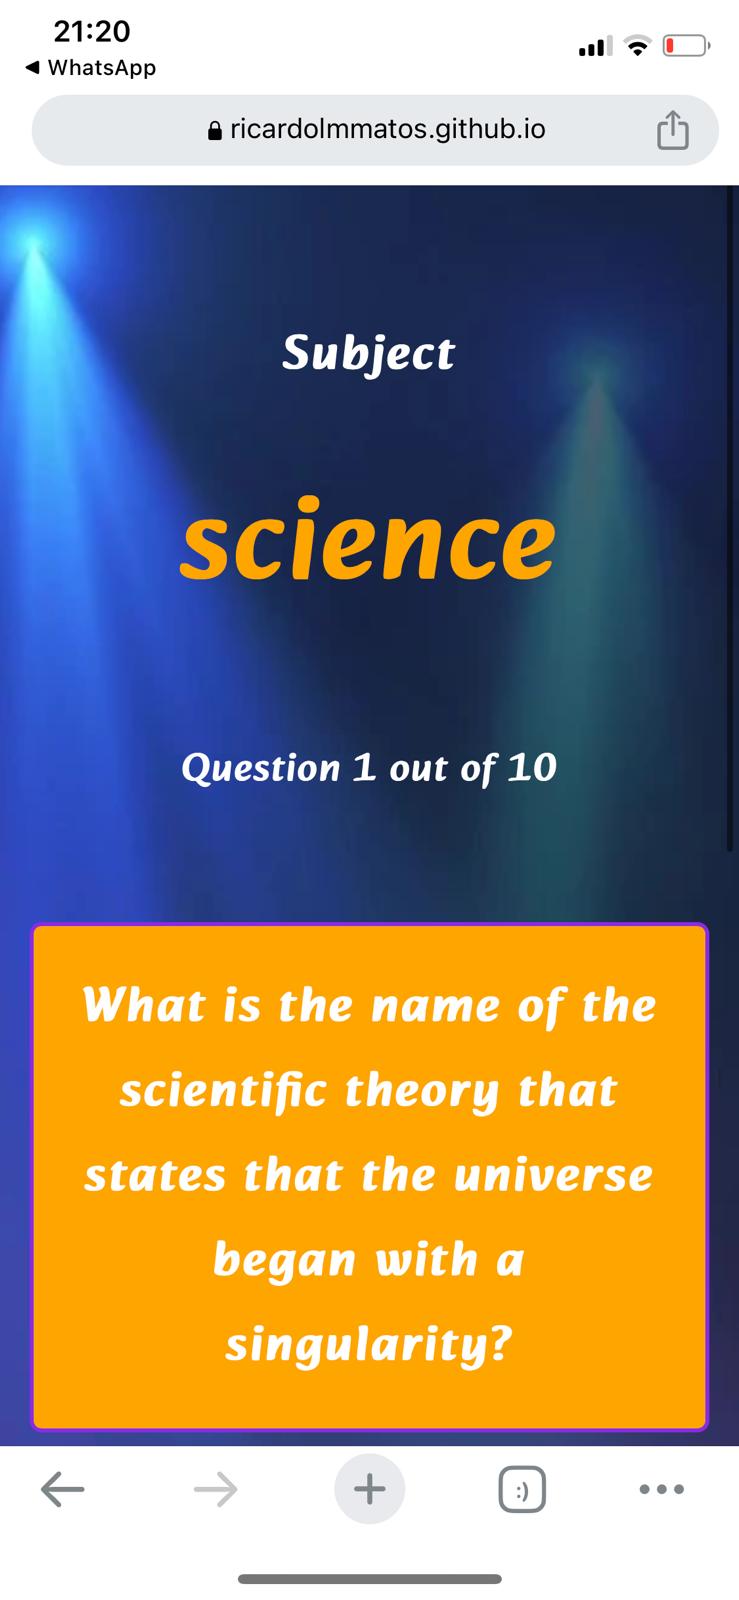 21:20
WhatsApp
ricardolmmatos.github.io
Subject
science
Question 1 out of 10
What is the name of the
scientific theory that
states that the universe
began with a
singularity?
:)